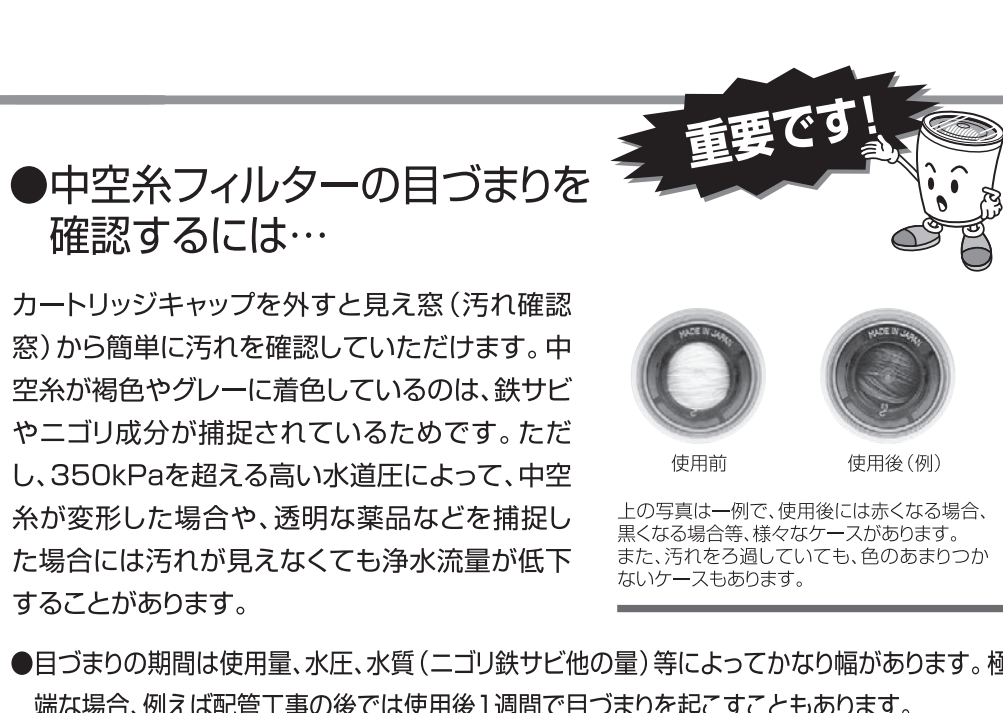 重要です!
●中空糸フィルターの目づまりを
確認するには…
カートリッジキャップを外すと見え窓(汚れ確認
窓)から簡単に汚れを確認していただけます。中
空糸が褐色やグレーに着色しているのは、鉄サビ
やニゴリ成分が捕捉されているためです。ただ
し、350kPaを超える高い水道圧によって、中空
糸が変形した場合や、透明な薬品などを捕捉し
た場合には汚れが見えなくても浄水流量が低下
することがあります。
MADE IN JAPAN
2
MADE IN JAPAN
2
使用前
使用後(例)
上の写真は一例で、使用後には赤くなる場合、
黒くなる場合等、様々なケースがあります。
また、汚れをろ過していても、色のあまりつか
ないケースもあります。
●目づまりの期間は使用量、水圧、水質(ニゴリ鉄サビ他の量)等によってかなり幅があります。極
端な場合、例えば配管工事の後では使用後1週間で目づまりを起こすこともあります。